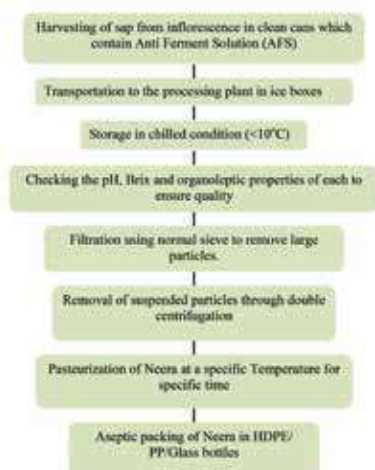 Harvesting of sap from inflorescence in clean cans which
contain Anti Ferment Solution (AFS)
Transportation to the processing plant in ice boxes
Storage in chilled condition (<10°C)
Checking the pH, Brix and organoleptic properties of each to
ensure quality
Filtration using normal sieve to remove large
particles.
Removal of suspended particles through double
centrifugation
Pasteurization of Neera at a specific Temperature for
specific time
Aseptic packing of Neera in HDPE/
PP/Glass bottles